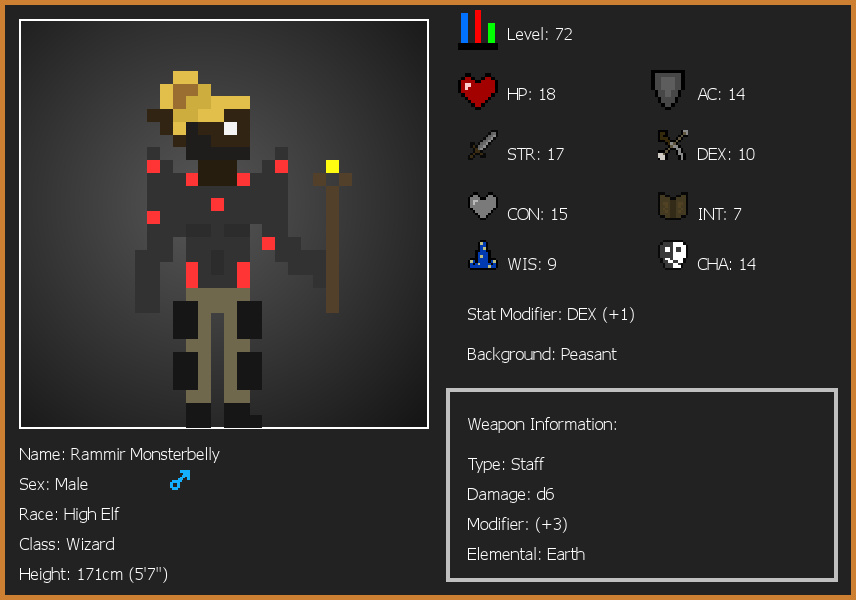 Level: 72
HP: 18
AC: 14
STR: 17
DEX: 10
CON: 15
INT: 7
WIS: 9
CHA: 14
Stat Modifier: DEX (+1)
Background: Peasant
Weapon Information:
Type: Staff
Damage: d6
Modifier: (+3)
Elemental: Earth
Name: Rammir Monsterbelly
Sex: Male
Race: High Elf
Class: Wizard
Height: 171cm (5'7")